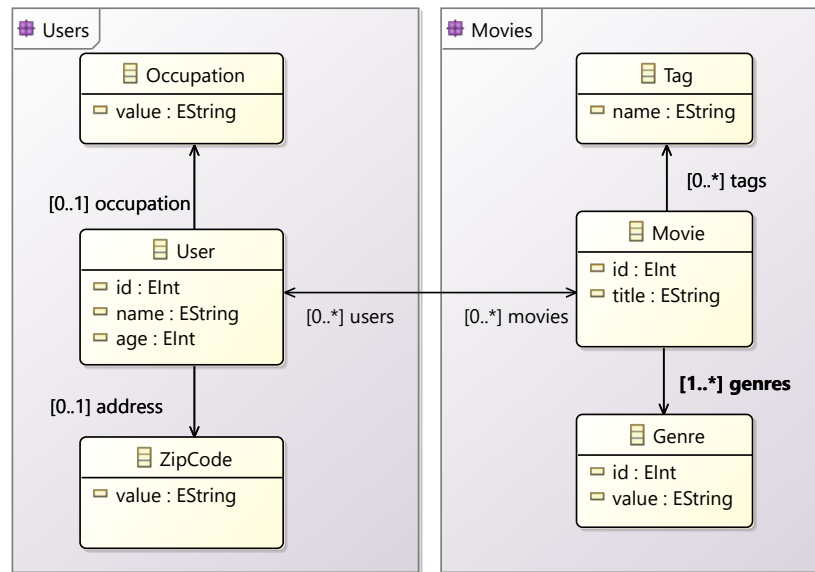 Users
Occupation
value : EString
[0..1] occupation
User
id : EInt
name : EString
age : EInt
[0..1] address
ZipCode
value : EString
[0..*] users
[0..*] movies
Movies
Tag
name : EString
[0..*] tags
Movie
id : EInt
title : EString
[1..*] genres
Genre
id : EInt
value : EString